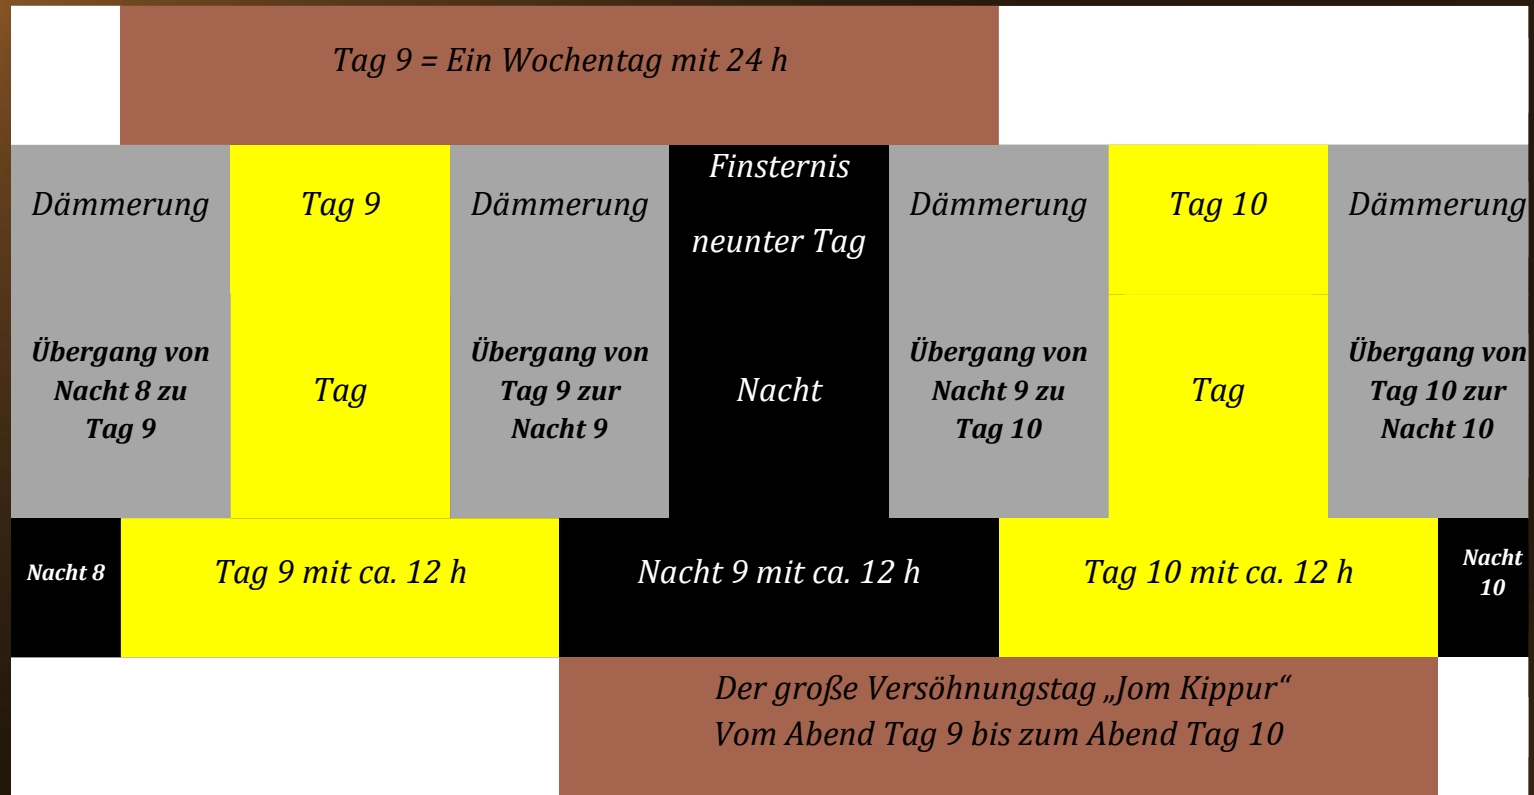 Tag 9 = Ein Wochentag mit 24 h
Dämmerung
Tag 9
Dämmerung
Finsternis
neunter Tag
Dämmerung
Tag 10
Dämmerung
Übergang von
Nacht 8 zu
Tag 9
Tag
Übergang von
Tag 9 zur
Nacht 9
Nacht
Übergang von
Nacht 9 zu
Tag 10
Tag
Übergang von
Tag 10 zur
Nacht 10
Nacht 8
Tag 9 mit ca. 12 h
Nacht 9 mit ca. 12 h
Tag 10 mit ca. 12 h
Nacht
10
Der große Versöhnungstag „Jom Kippur“
Vom Abend Tag 9 bis zum Abend Tag 10